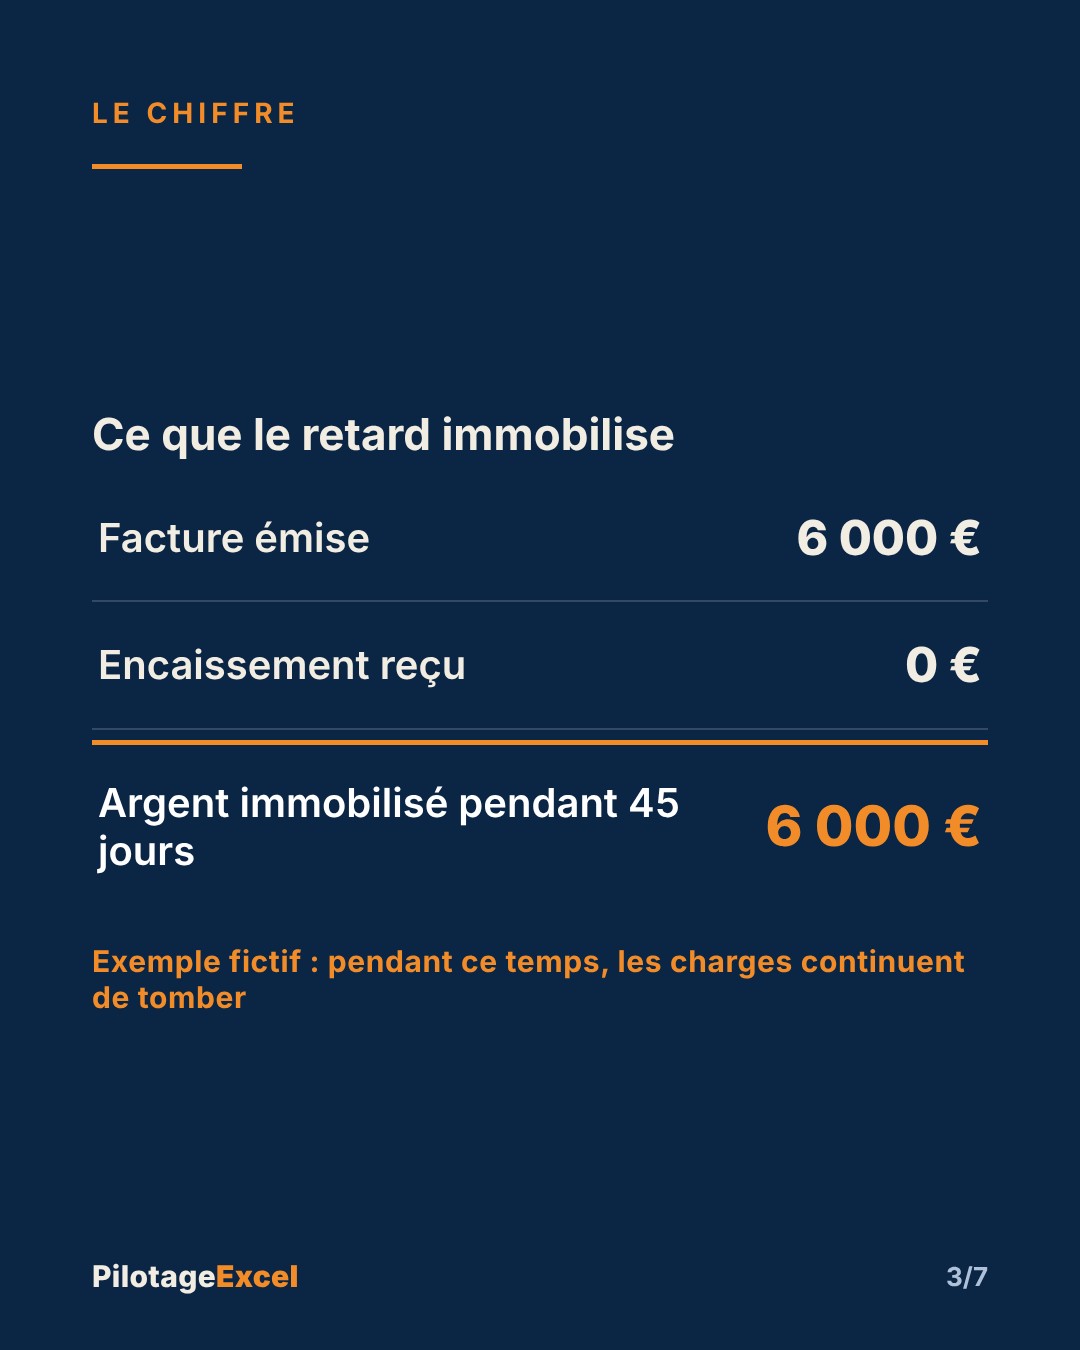 LE CHIFFRE
Ce que le retard immobilise
Facture émise 6 000 €
Encaissement reçu 0 €
Argent immobilisé pendant 45
jours
6 000 €
Exemple fictif : pendant ce temps, les charges continuent
de tomber
PilotageExcel 3/7